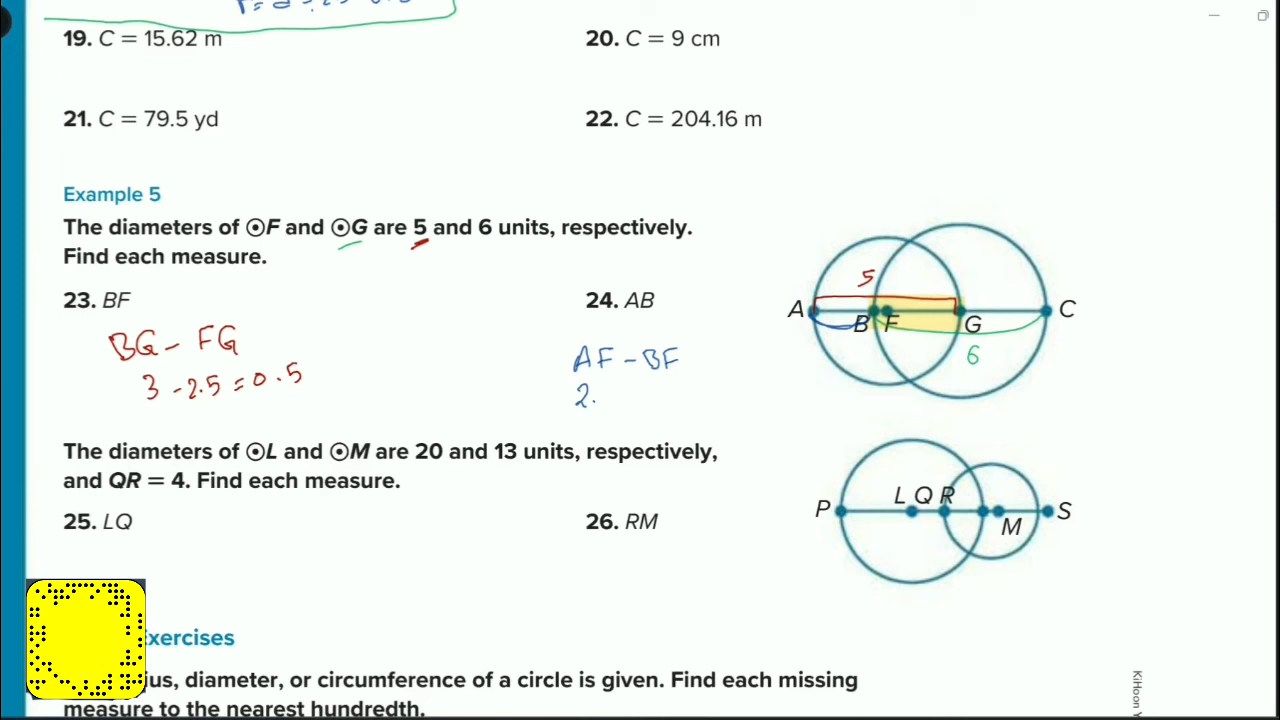 19. C = 15.62 m
20. C = 9 cm
21. C = 79.5 yd
22. C = 204.16 m
Example 5
The diameters of ⊙F and ⊙G are 5 and 6 units, respectively.
Find each measure.
23. BF
24. AB
BG - FG
3 - 2.5 = 0.5
AF - BF
2.
5
A B F G C
6
The diameters of ⊙L and ⊙M are 20 and 13 units, respectively,
and QR = 4. Find each measure.
25. LQ
26. RM
P L Q R M S
Exercises
ius, diameter, or circumference of a circle is given. Find each missing
measure to the nearest hundredth.
KiHoon Y